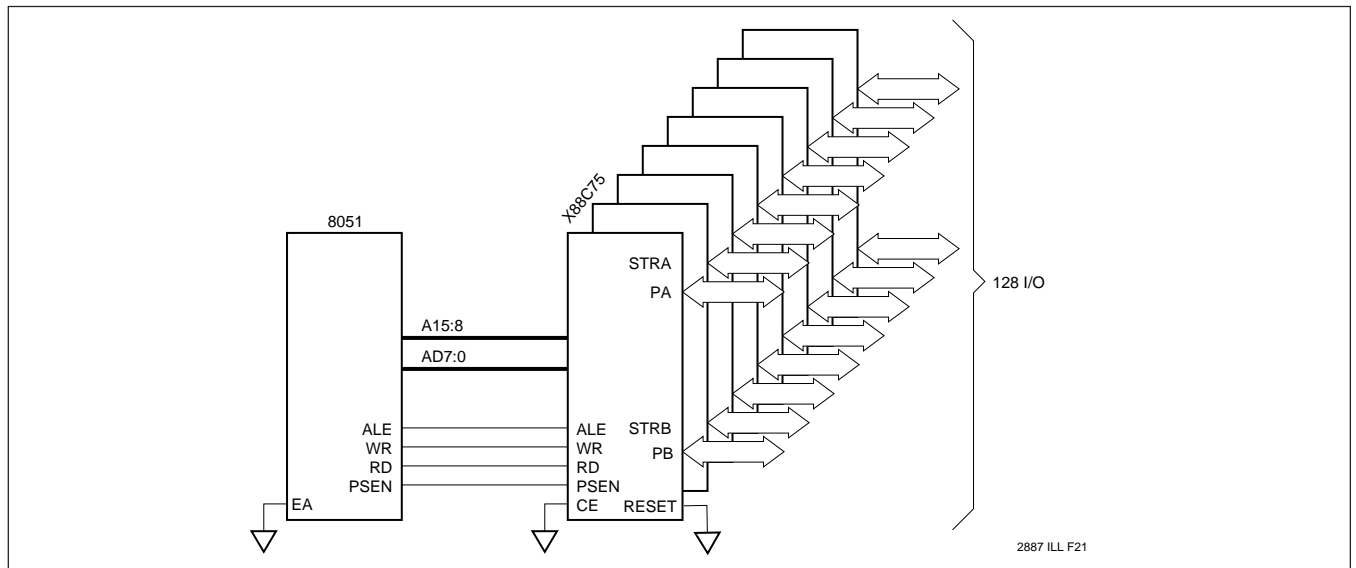 X88C75
8051
STRA
PA
128 I/O
A15:8
AD7:0
ALE
WR
RD
PSEN
EA
ALE
WR
RD
PSEN
CE
STRB
PB
RESET
2887 ILL F21